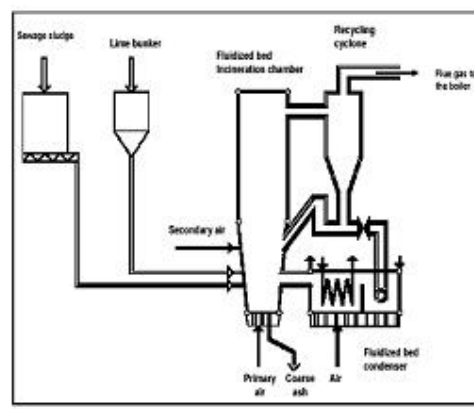 Sewage sludge
Lime bunker
Fluidized bed
Incineration chamber
Recycling
cyclone
Flue gas to
the boiler
Secondary air
Primary
air
Coarse
ash
Air
Fluidized bed
condenser